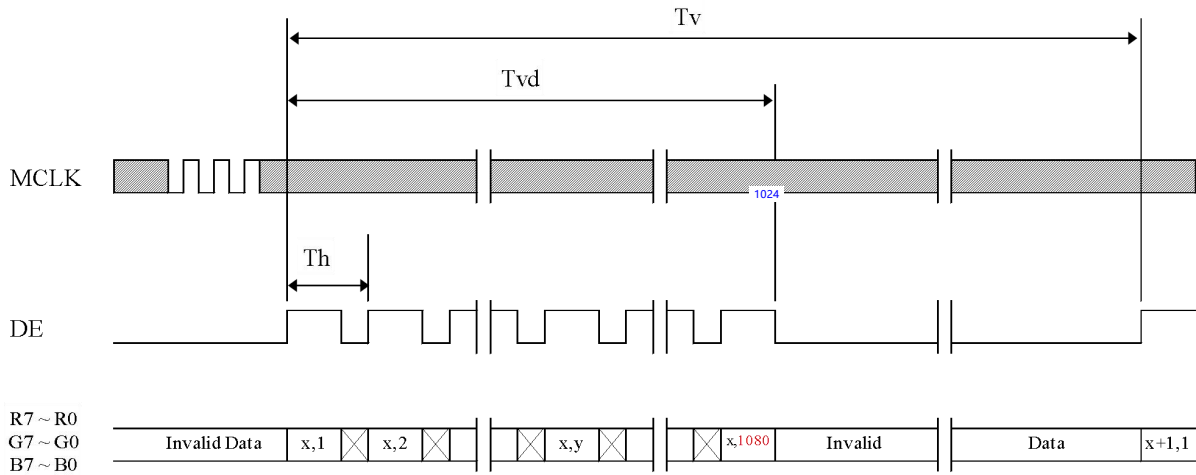 Tv
Tvd
MCLK
1024
Th
DE
R7 ~ R0
G7 ~ G0
B7 ~ B0
Invalid Data
x,1
x,2
x,y
x,1080
Invalid
Data
x+1,1